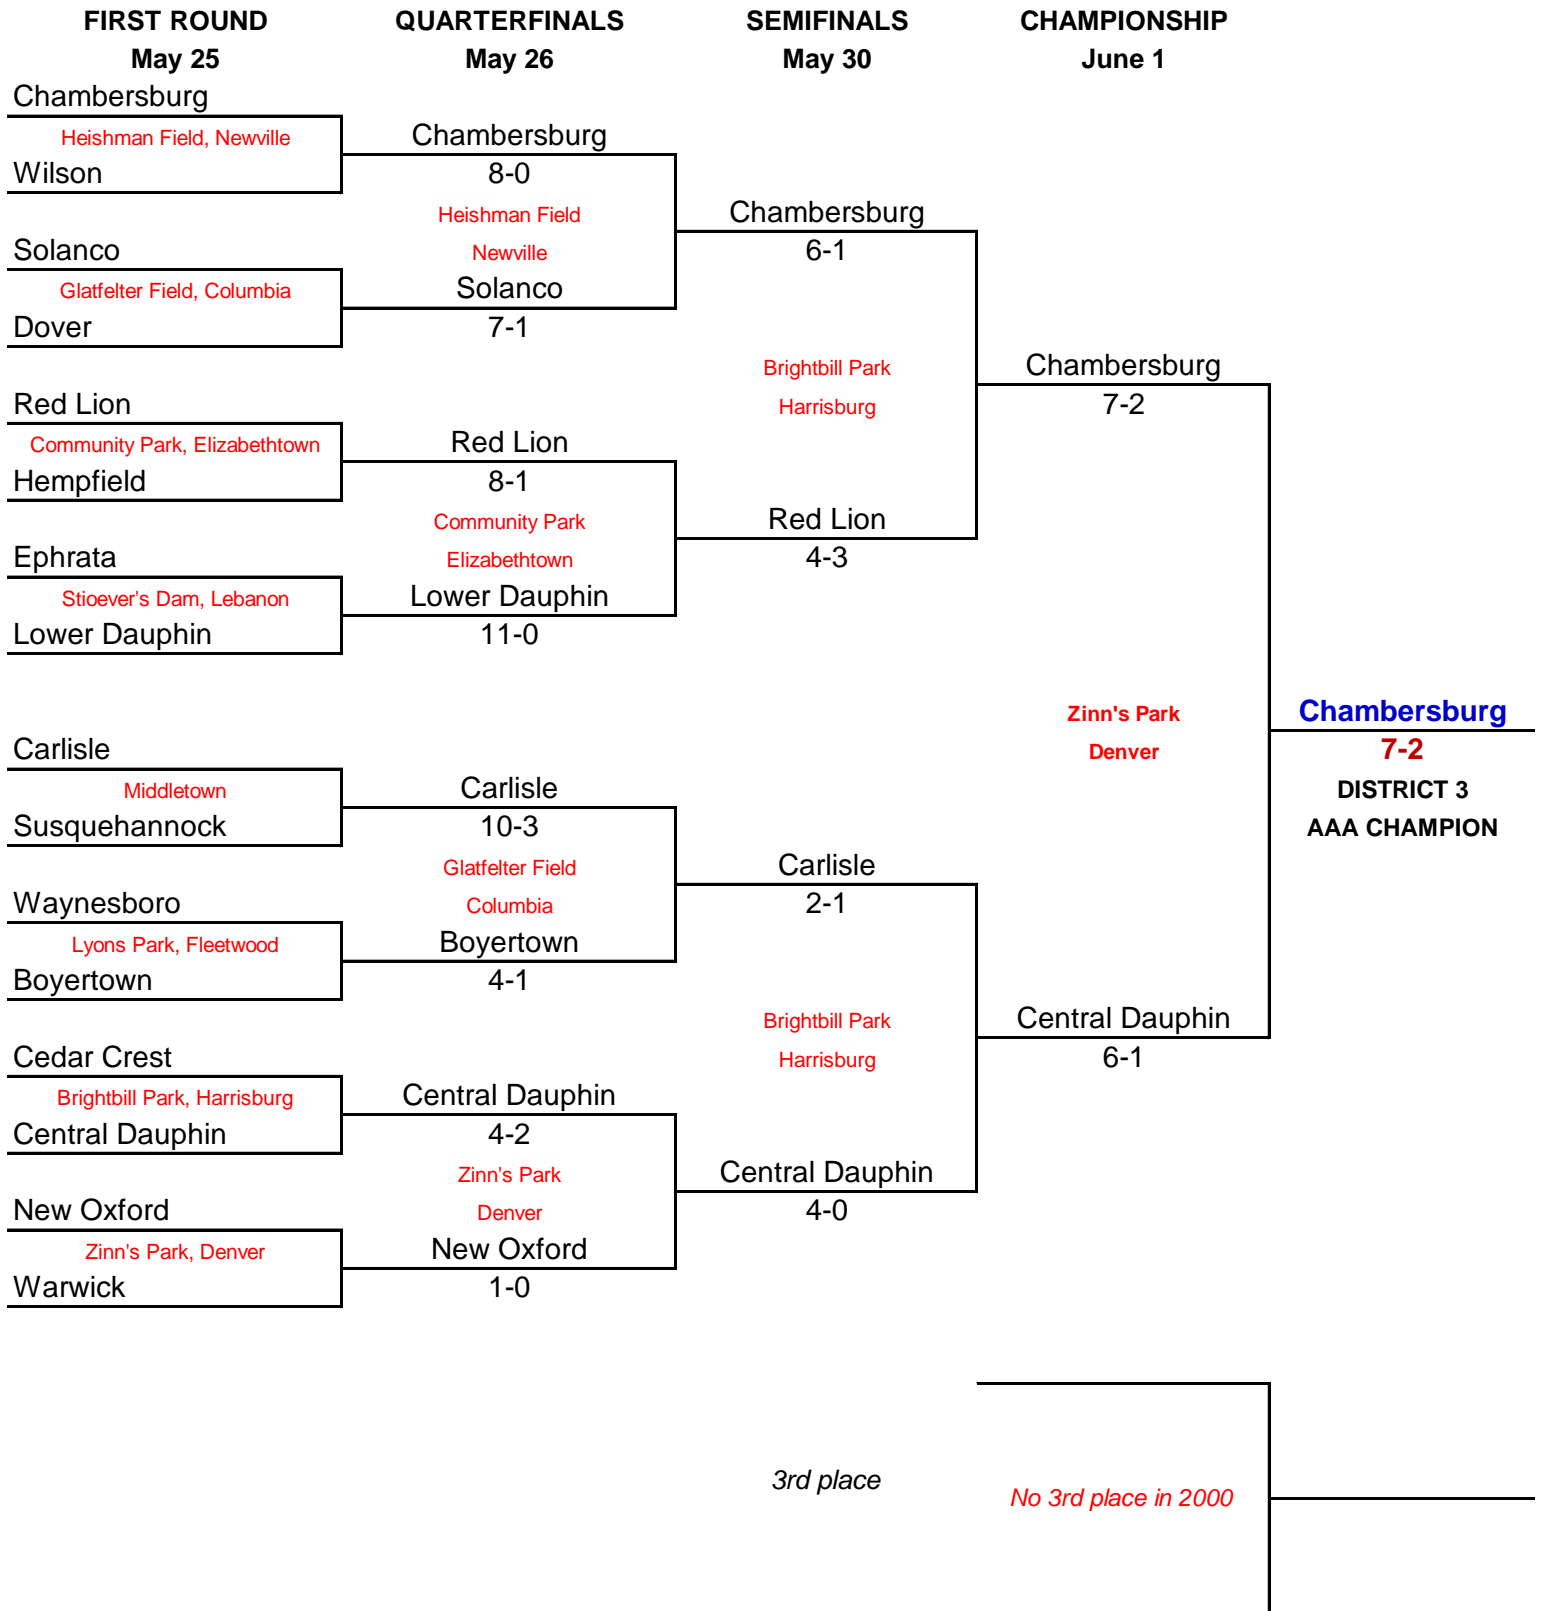 FIRST ROUND QUARTERFINALS SEMIFINALS CHAMPIONSHIP
May 25 May 26 May 30 June 1
Chambersburg
Heishman Field, Newville Chambersburg
Wilson 8-0
Heishman Field Chambersburg
Solanco Newville 6-1
Glatfelter Field, Columbia Solanco
Dover 7-1
Brightbill Park Chambersburg
Red Lion Harrisburg 7-2
Community Park, Elizabethtown Red Lion
Hempfield 8-1
Community Park Red Lion
Ephrata Elizabethtown 4-3
Stioever's Dam, Lebanon Lower Dauphin
Lower Dauphin 11-0
Zinn's Park Chambersburg
Carlisle Denver 7-2
Middletown Carlisle DISTRICT 3
Susquehannock 10-3 AAA CHAMPION
Glatfelter Field Carlisle
Waynesboro Columbia 2-1
Lyons Park, Fleetwood Boyertown
Boyertown 4-1
Brightbill Park Central Dauphin
Cedar Crest Harrisburg 6-1
Brightbill Park, Harrisburg Central Dauphin
Central Dauphin 4-2
Zinn's Park Central Dauphin
New Oxford Denver 4-0
Zinn's Park, Denver New Oxford
Warwick 1-0
3rd place
No 3rd place in 2000